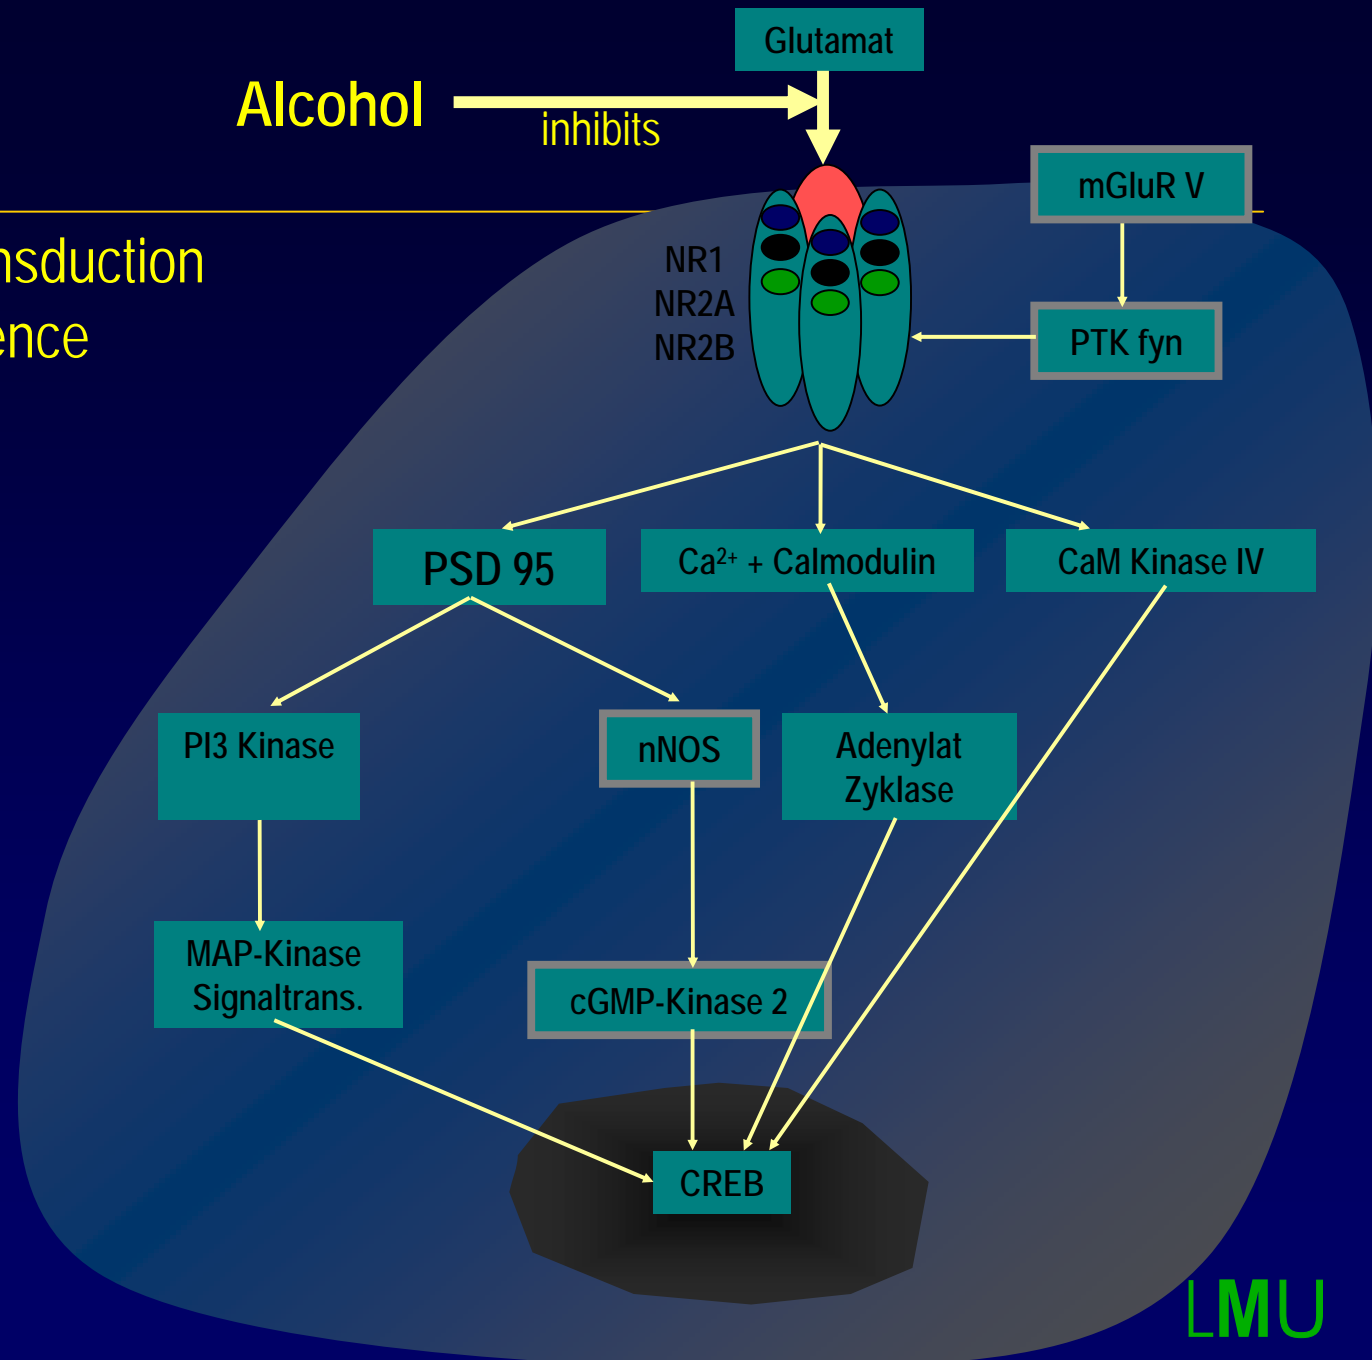 Glutamat
Alcohol
inhibits
mGluR V
nsduction
ence
NR1
NR2A
NR2B
PTK fyn
PSD 95
Ca²⁺ + Calmodulin
CaM Kinase IV
PI3 Kinase
nNOS
Adenylat
Zyklase
MAP-Kinase
Signaltrans.
cGMP-Kinase 2
CREB
LMU